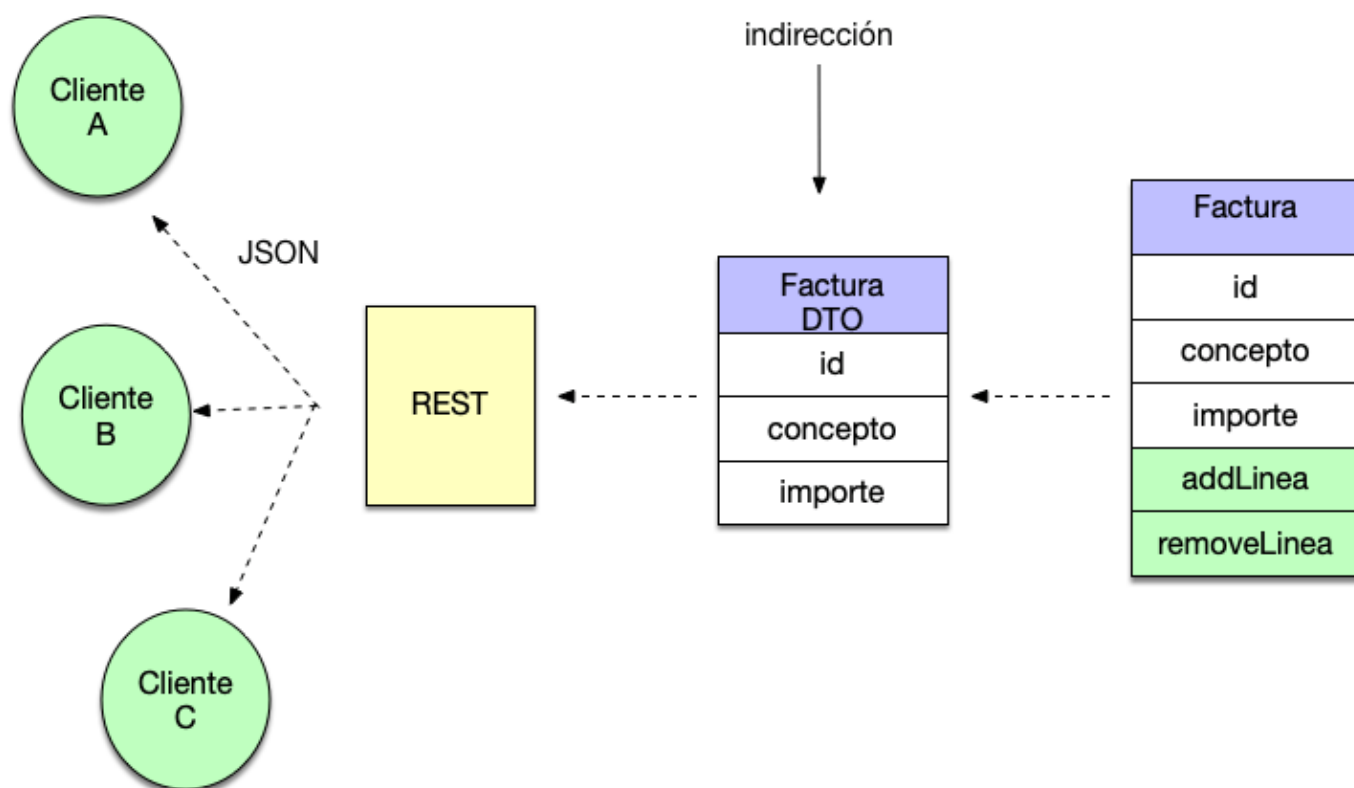 Cliente
A
JSON
Cliente
B
Cliente
C
REST
indirección
Factura
DTO
id
concepto
importe
Factura
id
concepto
importe
addLinea
removeLinea